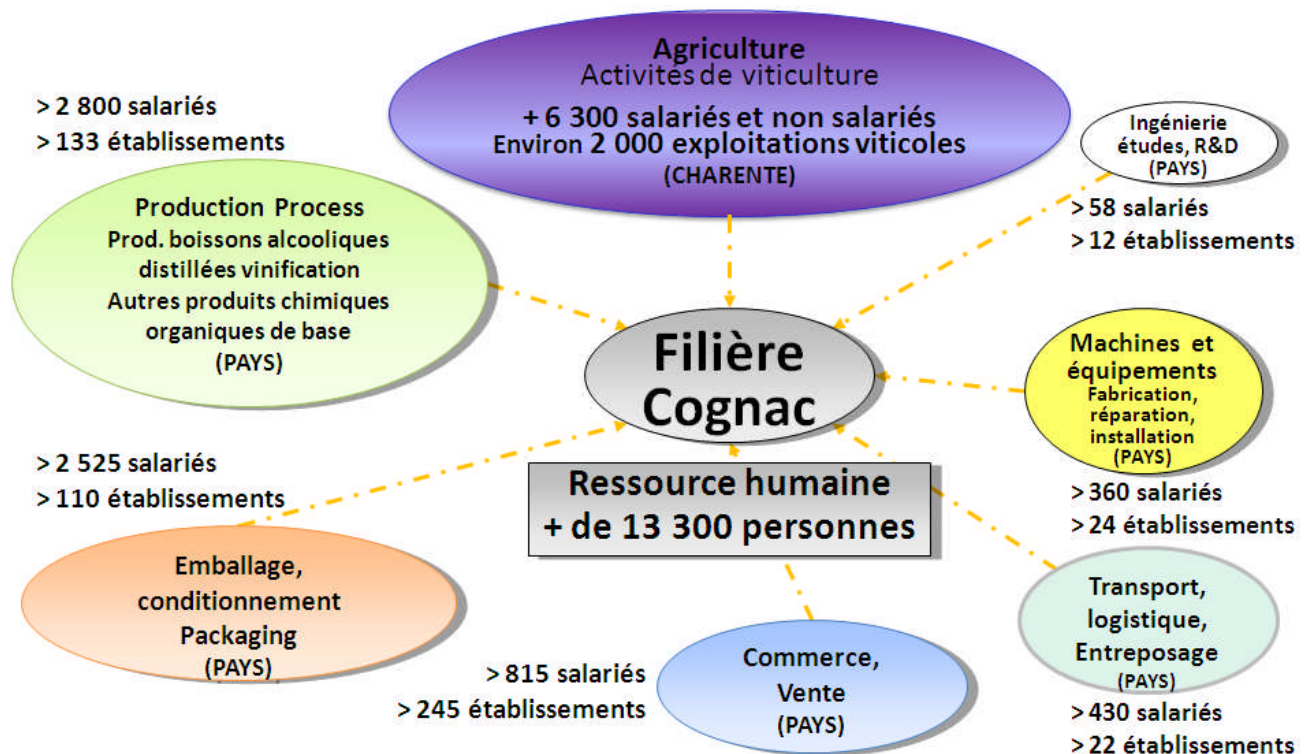 Agriculture
Activités de viticulture
+ 6 300 salariés et non salariés
Environ 2 000 exploitations viticoles
(CHARENTE)
> 2 800 salariés
> 133 établissements
Production Process
Prod. boissons alcooliques
distillées vinification
Autres produits chimiques
organiques de base
(PAYS)
Ingénierie
études, R&D
(PAYS)
> 58 salariés
> 12 établissements
Filière
Cognac
Machines et
équipements
Fabrication,
réparation,
installation
(PAYS)
> 360 salariés
> 24 établissements
Ressource humaine
+ de 13 300 personnes
> 2 525 salariés
> 110 établissements
Emballage,
conditionnement
Packaging
(PAYS)
> 815 salariés
> 245 établissements
Commerce,
Vente
(PAYS)
Transport,
logistique,
Entreposage
(PAYS)
> 430 salariés
> 22 établissements